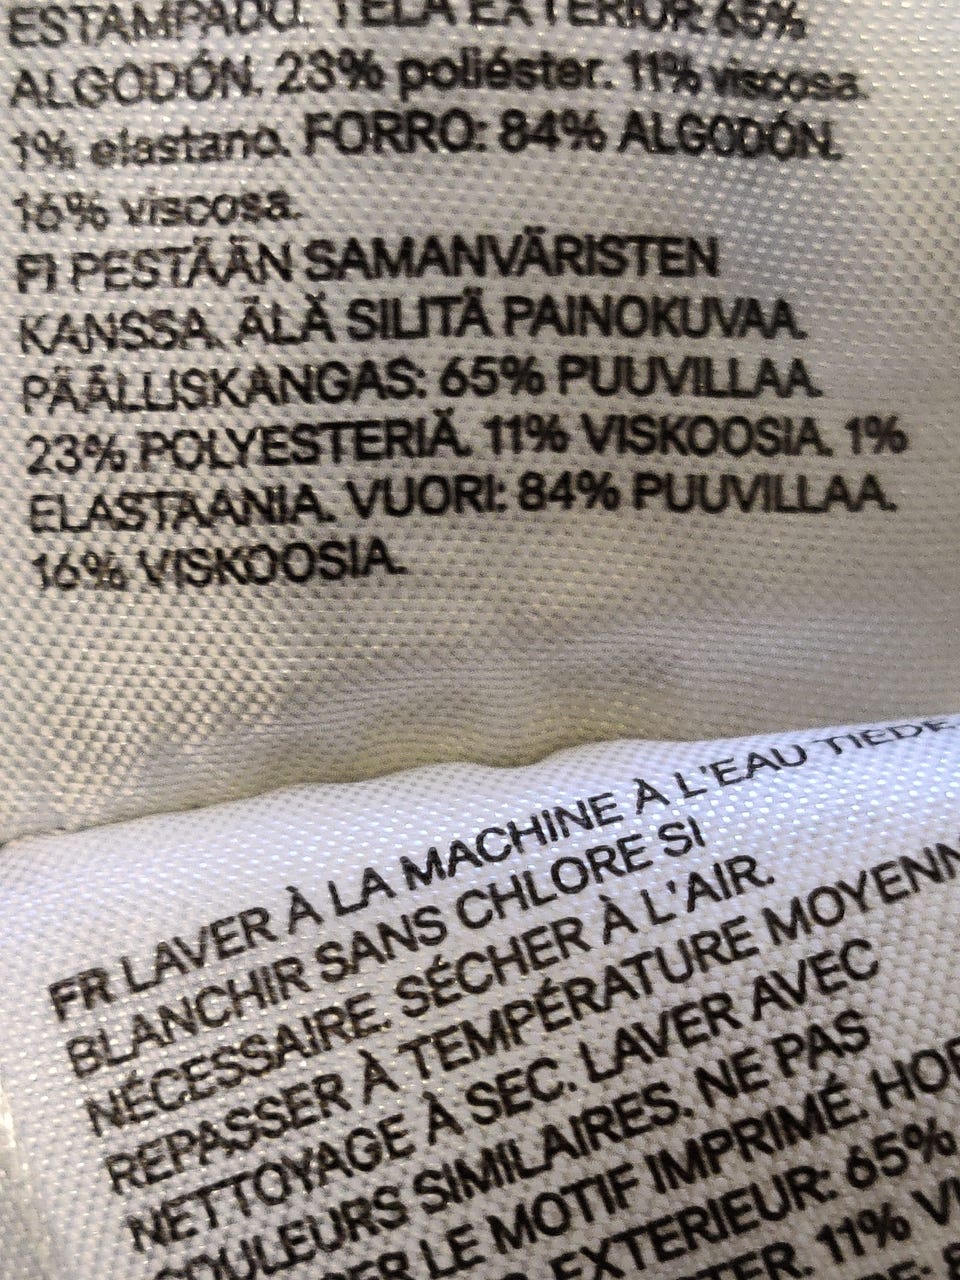 ESTAMPADO. TELA EXTERIOR: 65%
ALGODÓN. 23% poliéster. 11% viscosa.
1% elastano. FORRO: 84% ALGODÓN.
16% viscosa.
FI PESTÄÄN SAMANVÄRISTEN
KANSSA. ÄLÄ SILITÄ PAINOKUVAA.
PÄÄLLISKANGAS: 65% PUUVILLAA.
23% POLYESTERIÄ. 11% VISKOOSIA. 1%
ELASTAANIA. VUORI: 84% PUUVILLAA.
16% VISKOOSIA.
FR LAVER À LA MACHINE À L'EAU TIEDE.
BLANCHIR SANS CHLORE SI
NÉCESSAIRE. SÉCHER À L'AIR.
REPASSER À TEMPÉRATURE MOYENN
NETTOYAGE À SEC. LAVER AVEC
COULEURS SIMILAIRES. NE PAS
LE MOTIF IMPRIMÉ. HOR
EXTERIEUR: 65%
11% VI